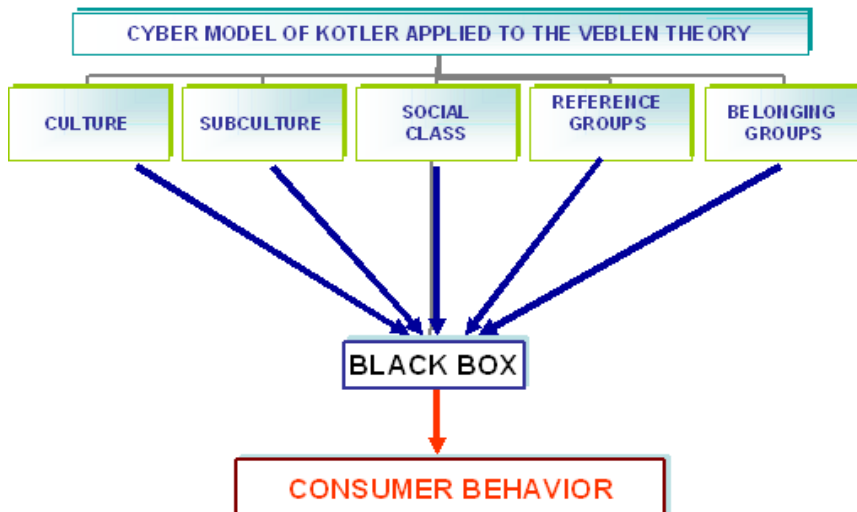 CYBER MODEL OF KOTLER APPLIED TO THE VEBLEN THEORY
CULTURE
SUBCULTURE
SOCIAL
CLASS
REFERENCE
GROUPS
BELONGING
GROUPS
BLACK BOX
CONSUMER BEHAVIOR